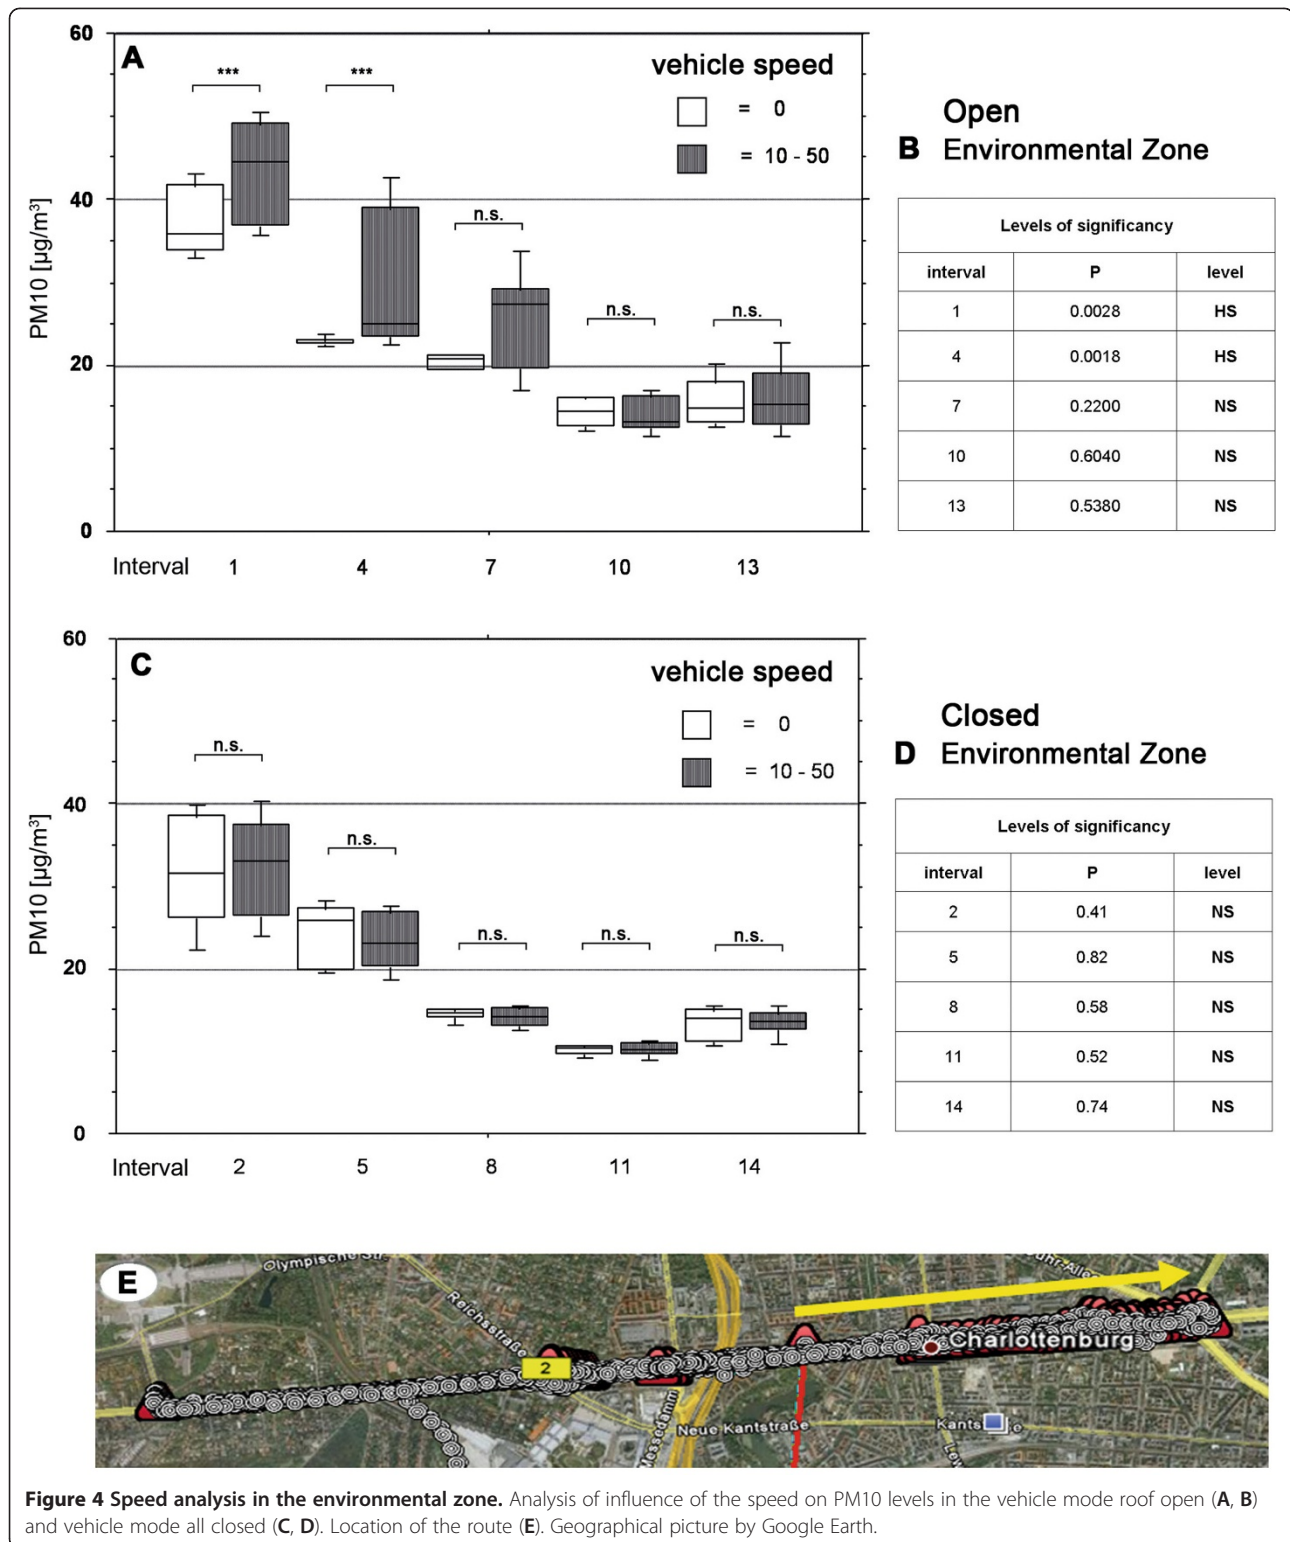 A
60
40
20
0
PM10 [µg/m³]
***
***
n.s.
n.s.
n.s.
vehicle speed
= 0
= 10 - 50
Interval 1 4 7 10 13
Open
B Environmental Zone
Levels of significancy
interval P level
1 0.0028 HS
4 0.0018 HS
7 0.2200 NS
10 0.6040 NS
13 0.5380 NS
C
60
40
20
0
PM10 [µg/m³]
n.s.
n.s.
n.s.
n.s.
n.s.
vehicle speed
= 0
= 10 - 50
Interval 2 5 8 11 14
Closed
D Environmental Zone
Levels of significancy
interval P level
2 0.41 NS
5 0.82 NS
8 0.58 NS
11 0.52 NS
14 0.74 NS
E
Olympische Str.
Reichsstraße
2
Charlottenburg
Messedamm
Neue Kantstraße
Figure 4 Speed analysis in the environmental zone. Analysis of influence of the speed on PM10 levels in the vehicle mode roof open (A, B)
and vehicle mode all closed (C, D). Location of the route (E). Geographical picture by Google Earth.